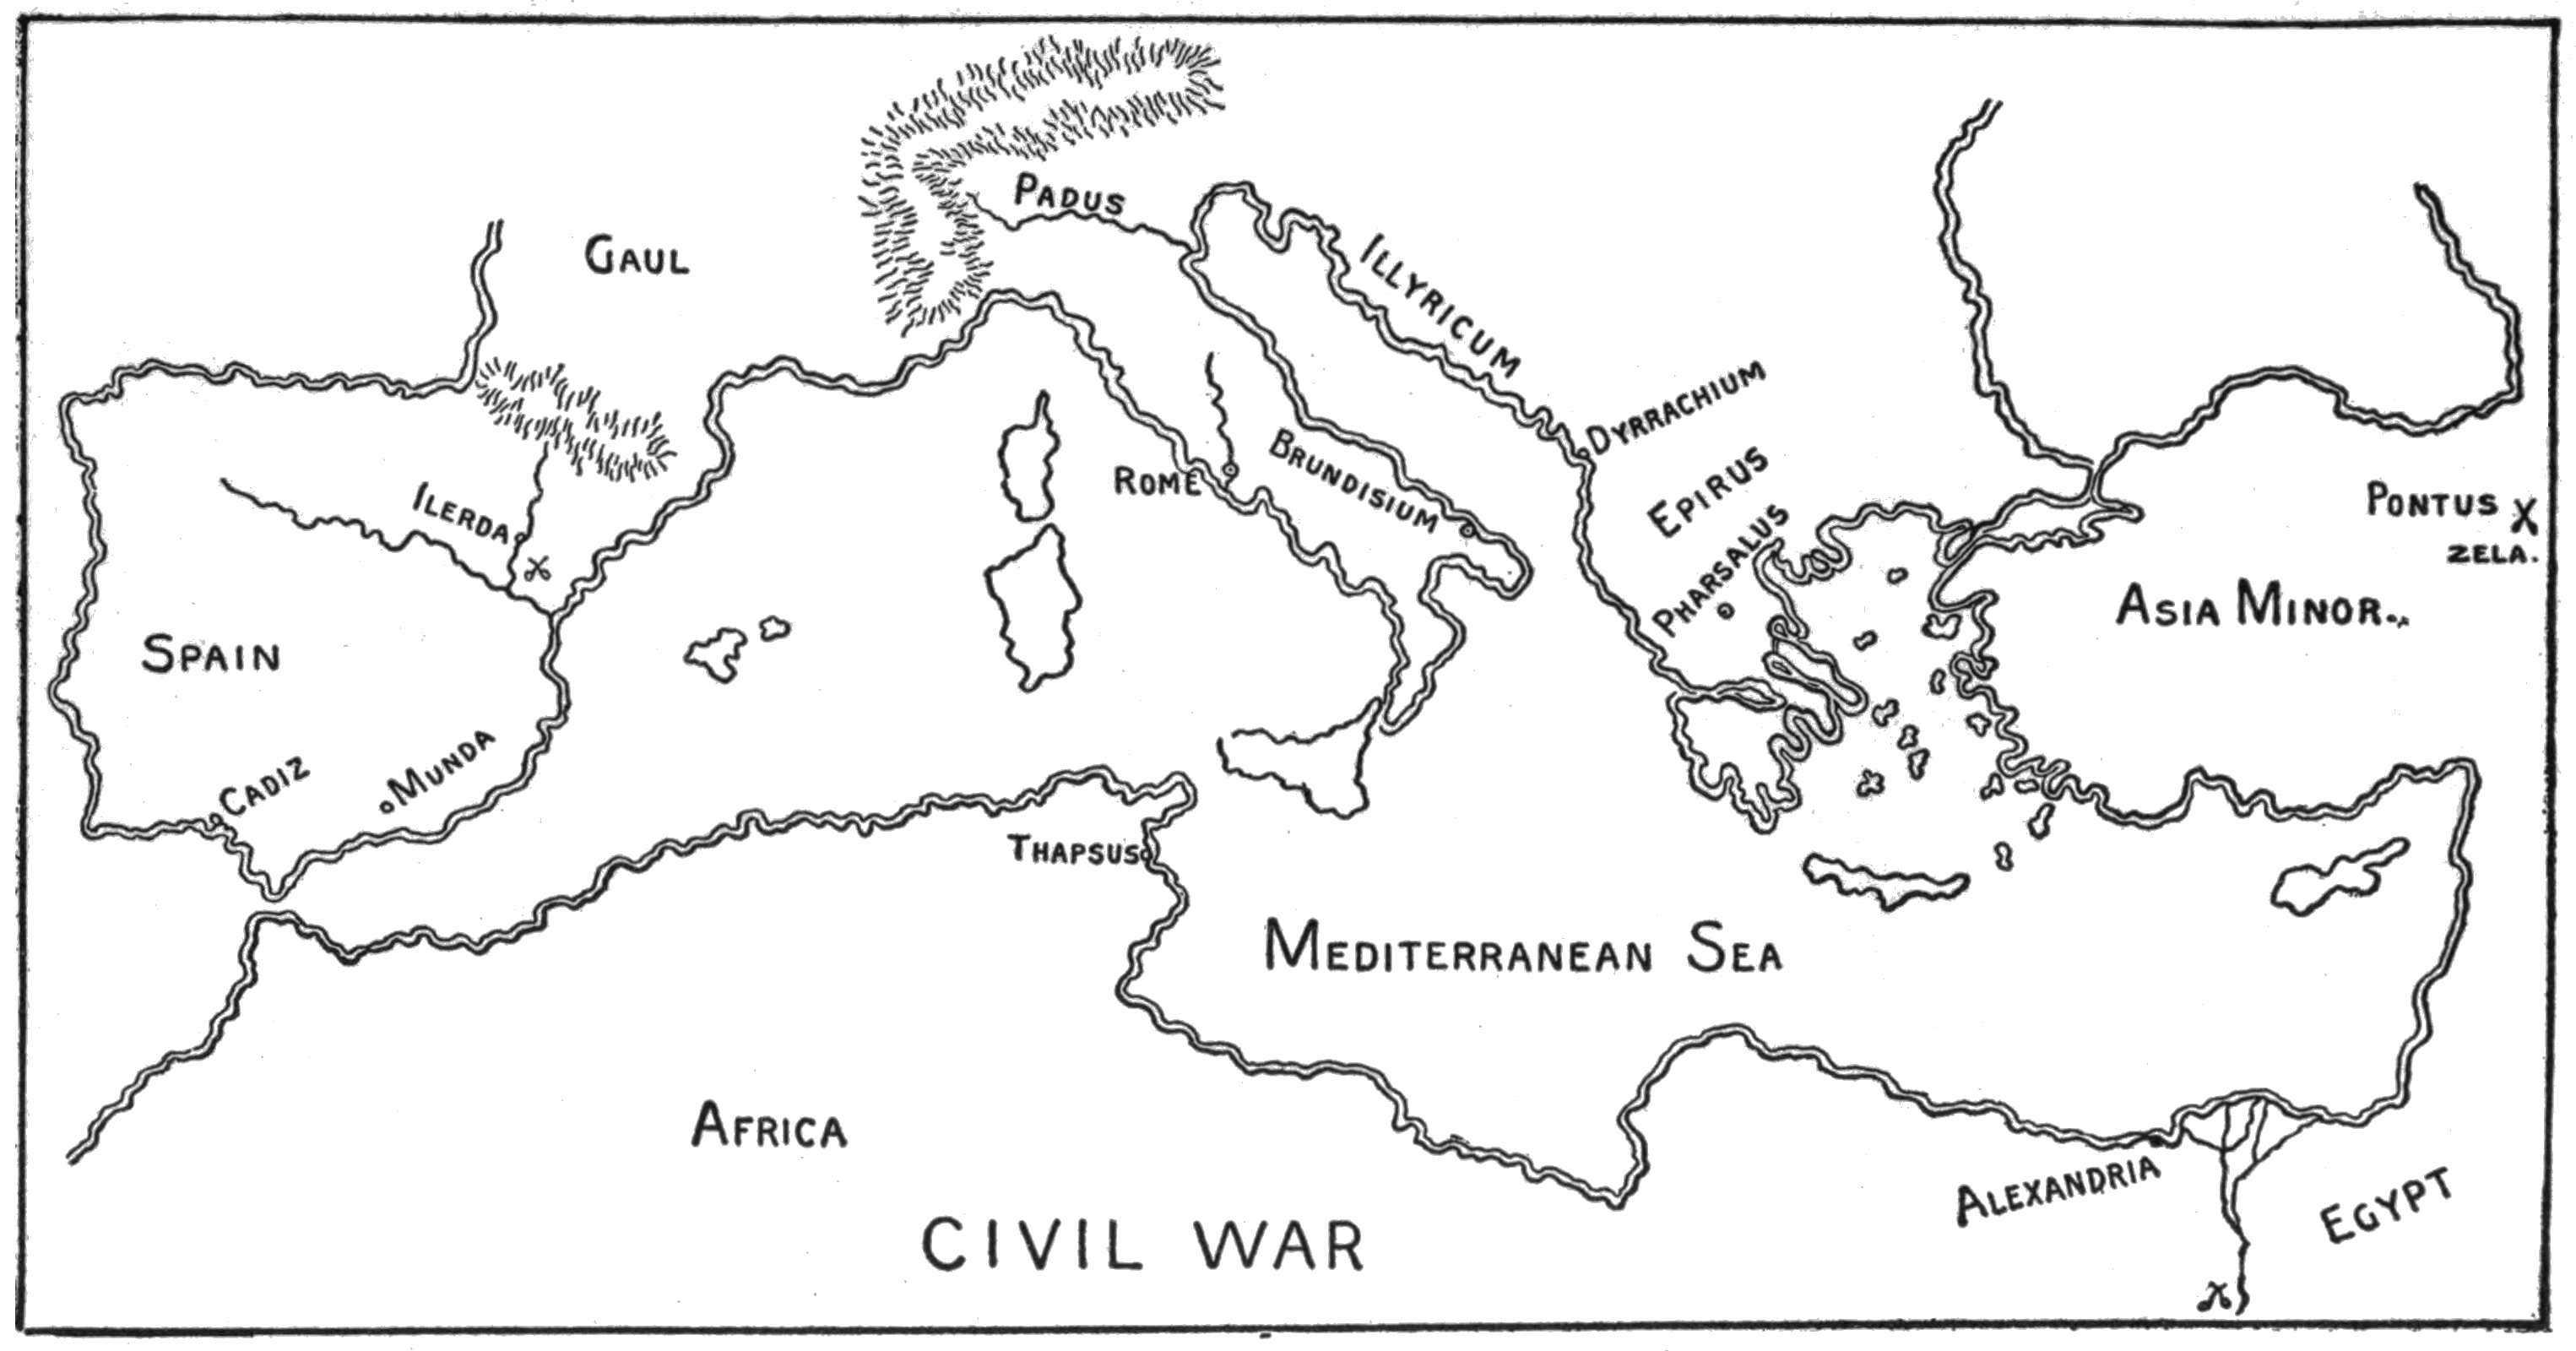 PADUS
GAUL
ILLYRICUM
DYRRACHIUM
BRUNDISIUM
ROME
EPIRUS
ILERDA
PONTUS
ZELA.
PHARSALUS
ASIA MINOR
SPAIN
CADIZ
MUNDA
THAPSUS
MEDITERRANEAN SEA
AFRICA
ALEXANDRIA
EGYPT
CIVIL WAR